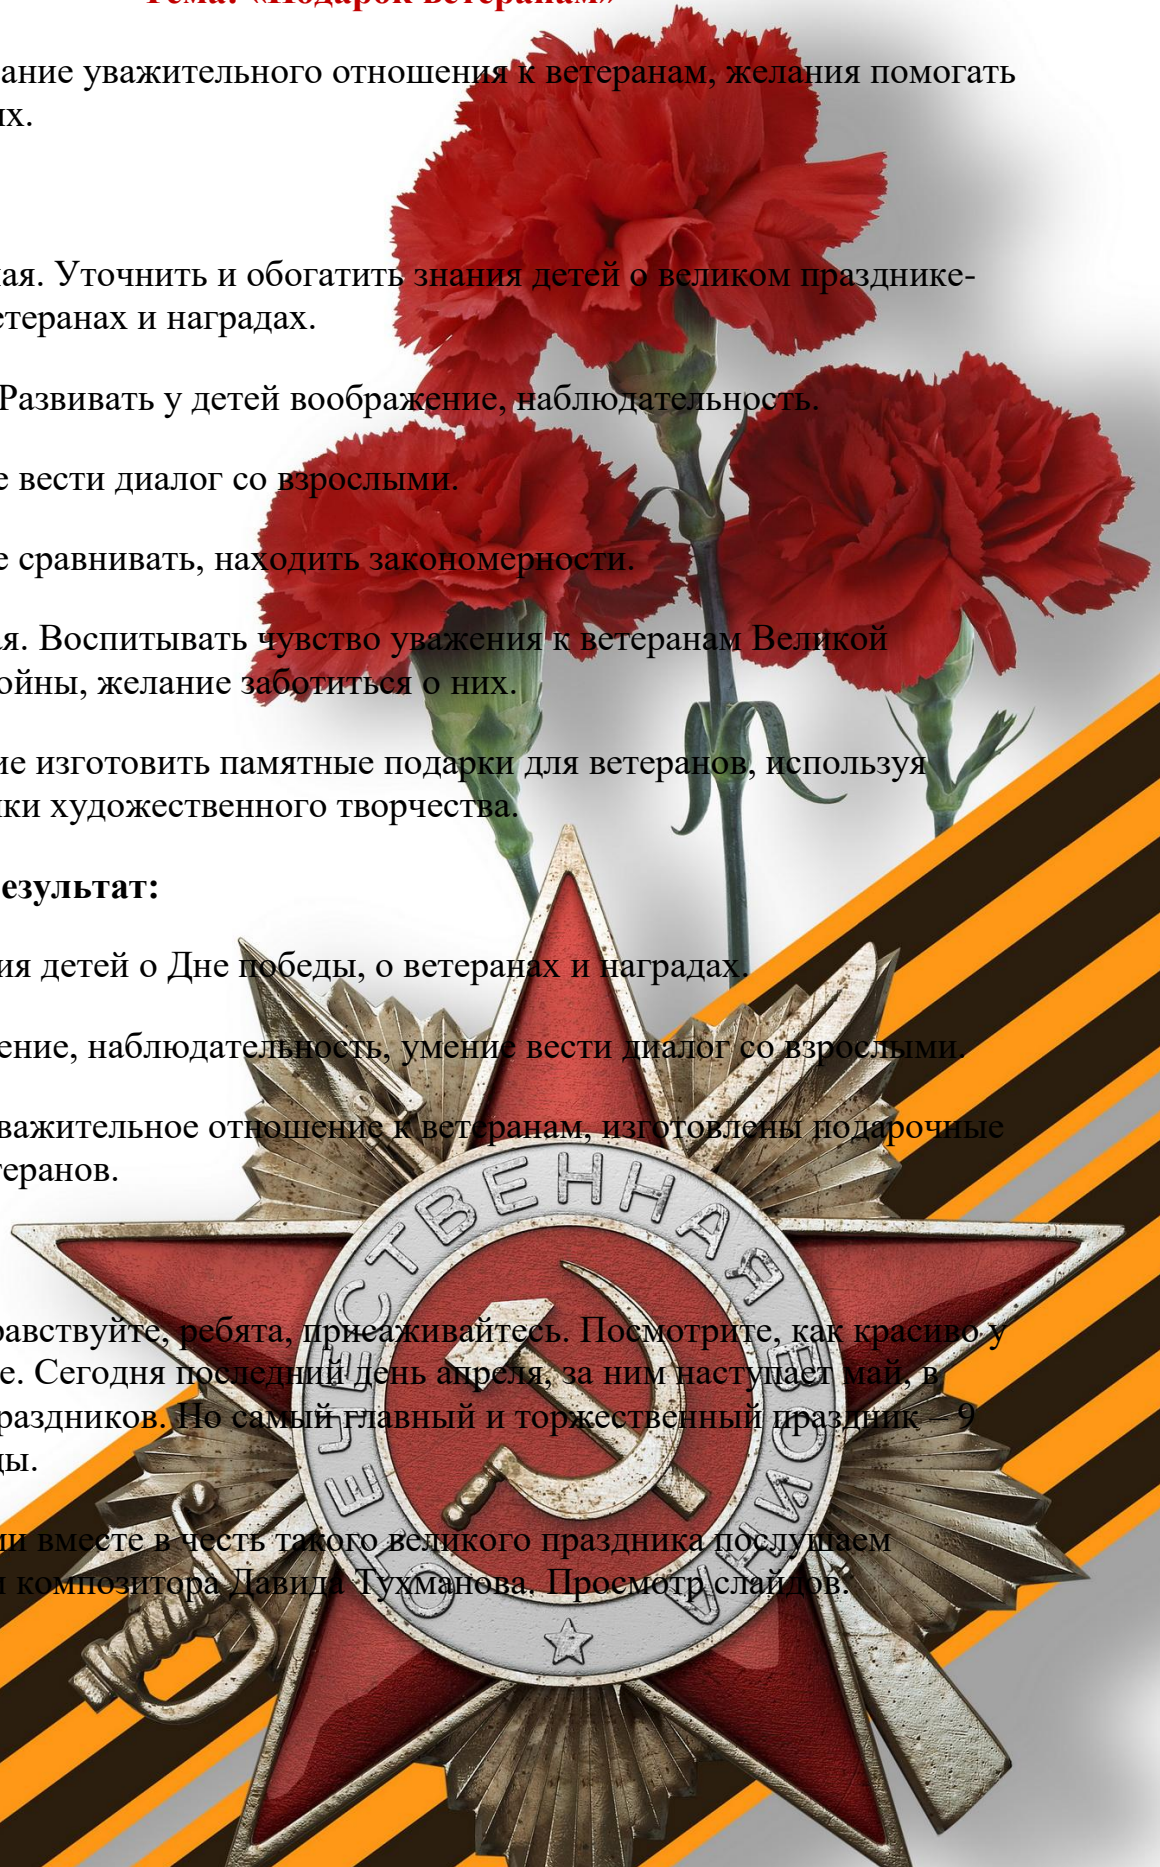 Тема: «Подарок ветеранам»
ание уважительного отношения к ветеранам, желания помогать
их.
ая. Уточнить и обогатить знания детей о великом празднике-
етеранах и наградах.
Развивать у детей воображение, наблюдательность.
е вести диалог со взрослыми.
е сравнивать, находить закономерности.
ая. Воспитывать чувство уважения к ветеранам Великой
ойны, желание заботиться о них.
ие изготовить памятные подарки для ветеранов, используя
ики художественного творчества.
езультат:
ия детей о Дне победы, о ветеранах и наградах.
ение, наблюдательность, умение вести диалог со взрослыми.
важительное отношение к ветеранам, изготовлены подарочные
теранов.
равствуйте, ребята, присаживайтесь. Посмотрите, как красиво у
е. Сегодня последний день апреля, за ним наступает май, в
раздников. Но самый главный и торжественный праздник – 9
ды.
ми вместе в честь такого великого праздника послушаем
и композитора Давида Тухманова. Просмотр слайдов.
ОТЕЧЕСТВЕННАЯ ВОЙНА